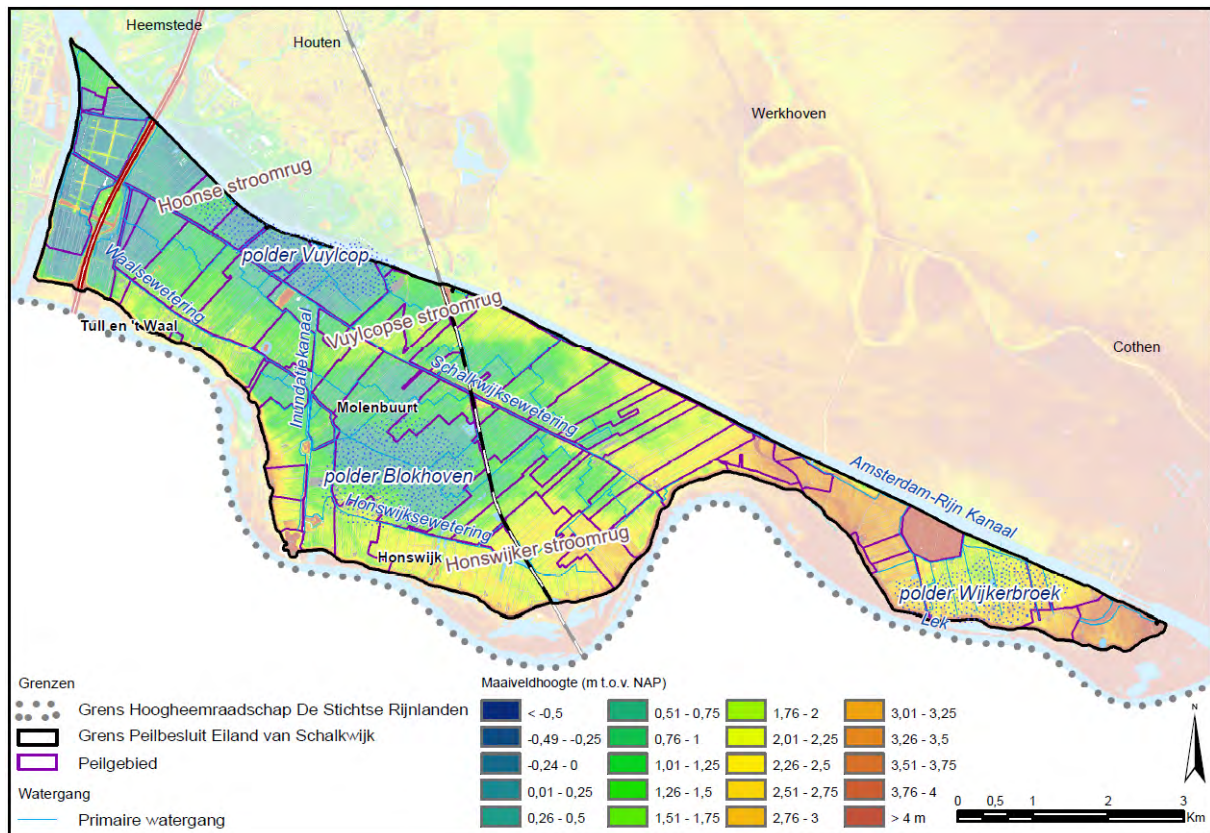 Heemstede
Houten
Werkhoven
Hoonse stroomrug
polder Vuylcop
Waalsewetering
Tull en 't Waal
Vuylcopse stroomrug
Inundatiekanaal
Schalkwijksewetering
Cothen
Molenbuurt
polder Blokhoven
Amsterdam-Rijn Kanaal
Honswijksewetering
Honswijk
Honswijker stroomrug
polder Wijkerbroek
Lek
Grenzen
Grens Hoogheemraadschap De Stichtse Rijnlanden
Grens Peilbesluit Eiland van Schalkwijk
Peilgebied
Watergang
Primaire watergang
Maaiveldhoogte (m t.o.v. NAP)
< -0,5
-0,49 - -0,25
-0,24 - 0
0,01 - 0,25
0,26 - 0,5
0,51 - 0,75
0,76 - 1
1,01 - 1,25
1,26 - 1,5
1,51 - 1,75
1,76 - 2
2,01 - 2,25
2,26 - 2,5
2,51 - 2,75
2,76 - 3
3,01 - 3,25
3,26 - 3,5
3,51 - 3,75
3,76 - 4
> 4 m
N
0 0,5 1 2 3
Km